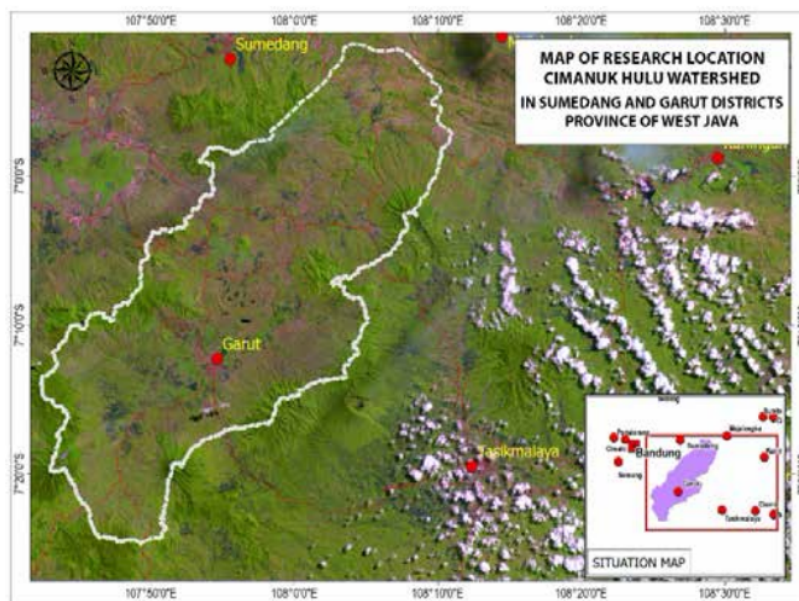 107°50'0"E 108°0'0"E 108°10'0"E 108°20'0"E 108°30'0"E
Sumedang
MAP OF RESEARCH LOCATION
CIMANUK HULU WATERSHED
IN SUMEDANG AND GARUT DISTRICTS
PROVINCE OF WEST JAVA
7°0'0"S
7°10'0"S
Garut
7°20'0"S
Tasikmalaya
Bandung
SITUATION MAP
107°50'0"E 108°0'0"E 108°10'0"E 108°20'0"E 108°30'0"E